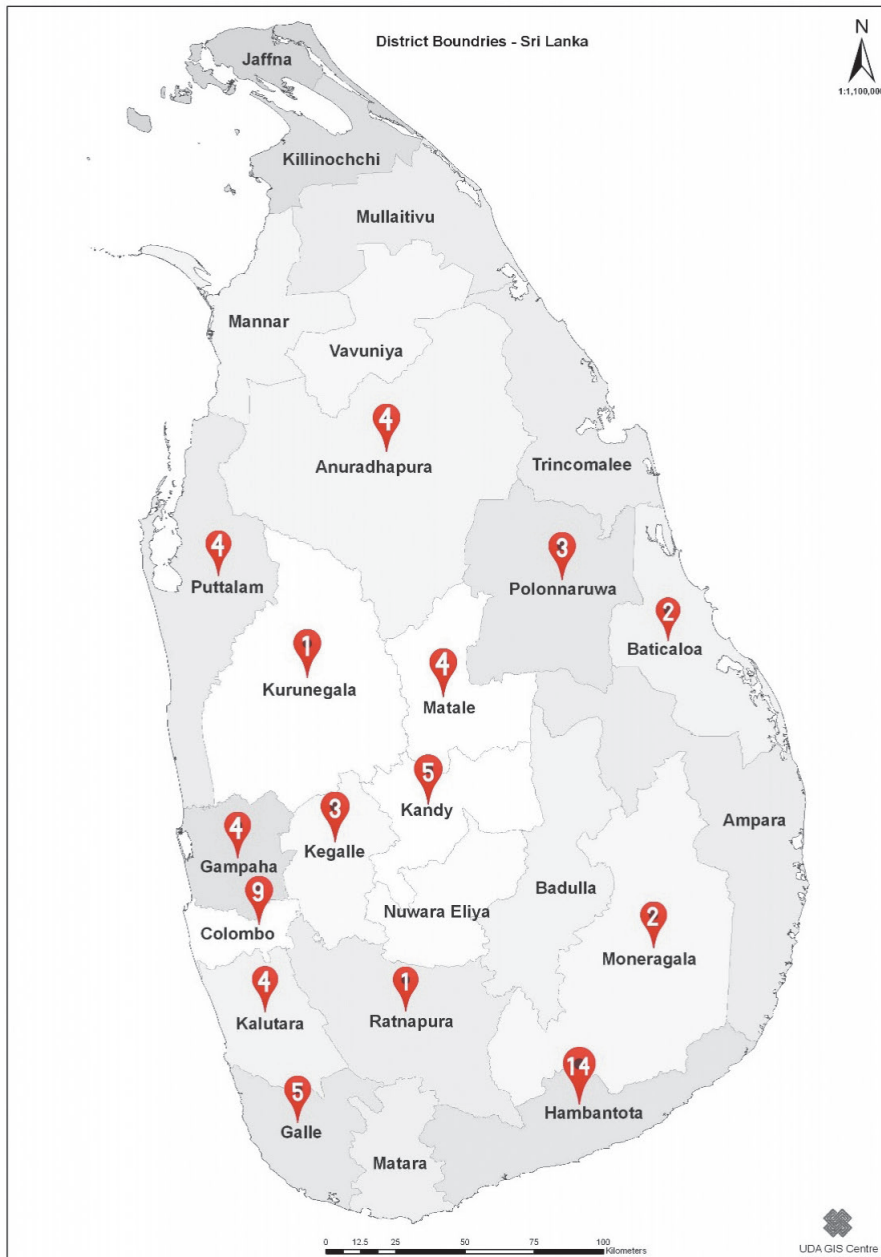 District Boundries - Sri Lanka
N
1:1,100,000
Jaffna
Killinochchi
Mullaitivu
Mannar
Vavuniya
4
Anuradhapura
Trincomalee
4
Puttalam
3
Polonnaruwa
2
Baticaloa
1
Kurunegala
4
Matale
5
Kandy
3
Kegalle
4
Gampaha
Ampara
9
Colombo
Nuwara Eliya
Badulla
2
Moneragala
4
Kalutara
1
Ratnapura
14
Hambantota
5
Galle
Matara
0 12.5 25 50 75 100
Kilometers
UDA GIS Centre